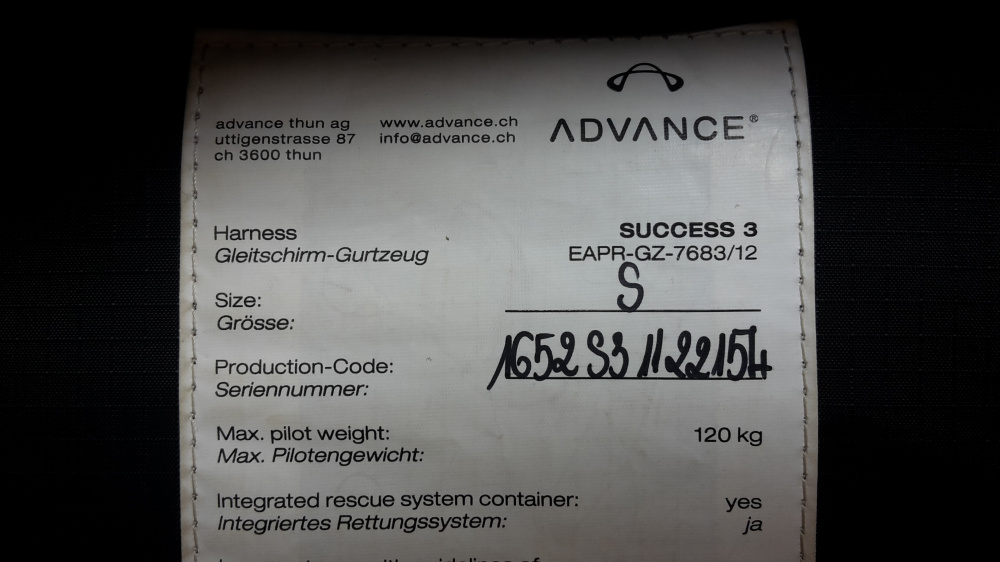 advance thun ag
uttigenstrasse 87
ch 3600 thun
www.advance.ch
info@advance.ch
ADVANCE®
Harness
Gleitschirm-Gurtzeug
SUCCESS 3
EAPR-GZ-7683/12
Size:
Grösse:
S
Production-Code:
Seriennummer:
1652 S3 1122154
Max. pilot weight:
Max. Pilotengewicht:
120 kg
Integrated rescue system container:
Integriertes Rettungssystem:
yes
ja